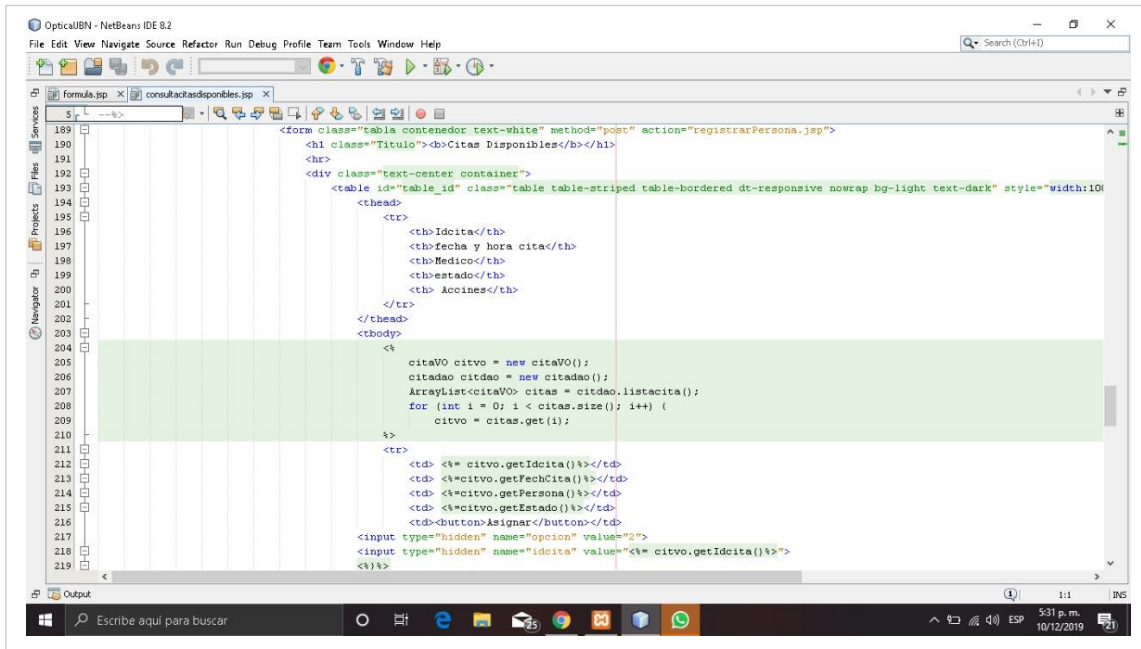 OpticalJBN - NetBeans IDE 8.2
File Edit View Navigate Source Refactor Run Debug Profile Team Tools Window Help
Search (Ctrl+I)
formula.jsp consultacitasdisponibles.jsp
5 --%>
Services
Files
Projects
Navigator
189 <form class="tabla contenedor text-white" method="post" action="registrarPersona.jsp">
190 <h1 class="Titulo"><b>Citas Disponibles</b></h1>
191 <hr>
192 <div class="text-center container">
193 <table id="table_id" class="table table-striped table-bordered dt-responsive nowrap bg-light text-dark" style="width:100
194 <thead>
195 <tr>
196 <th>Idcita</th>
197 <th>fecha y hora cita</th>
198 <th>Medico</th>
199 <th>estado</th>
200 <th> Accines</th>
201 </tr>
202 </thead>
203 <tbody>
204 <%
205 citaVO citvo = new citaVO();
206 citadao citdao = new citadao();
207 ArrayList<citaVO> citas = citdao.listacita();
208 for (int i = 0; i < citas.size(); i++) {
209 citvo = citas.get(i);
210 %>
211 <tr>
212 <td> <%= citvo.getIdcita()%></td>
213 <td> <%=citvo.getFechCita()%></td>
214 <td> <%=citvo.getPersona()%></td>
215 <td> <%=citvo.getEstado()%></td>
216 <td><button>Asignar</button></td>
217 <input type="hidden" name="opcion" value="2">
218 <input type="hidden" name="idcita" value="<%= citvo.getIdcita()%>">
219 <%}%>
Output
1 1:1 INS
Escribe aquí para buscar
25
ESP
5:31 p. m.
10/12/2019
21